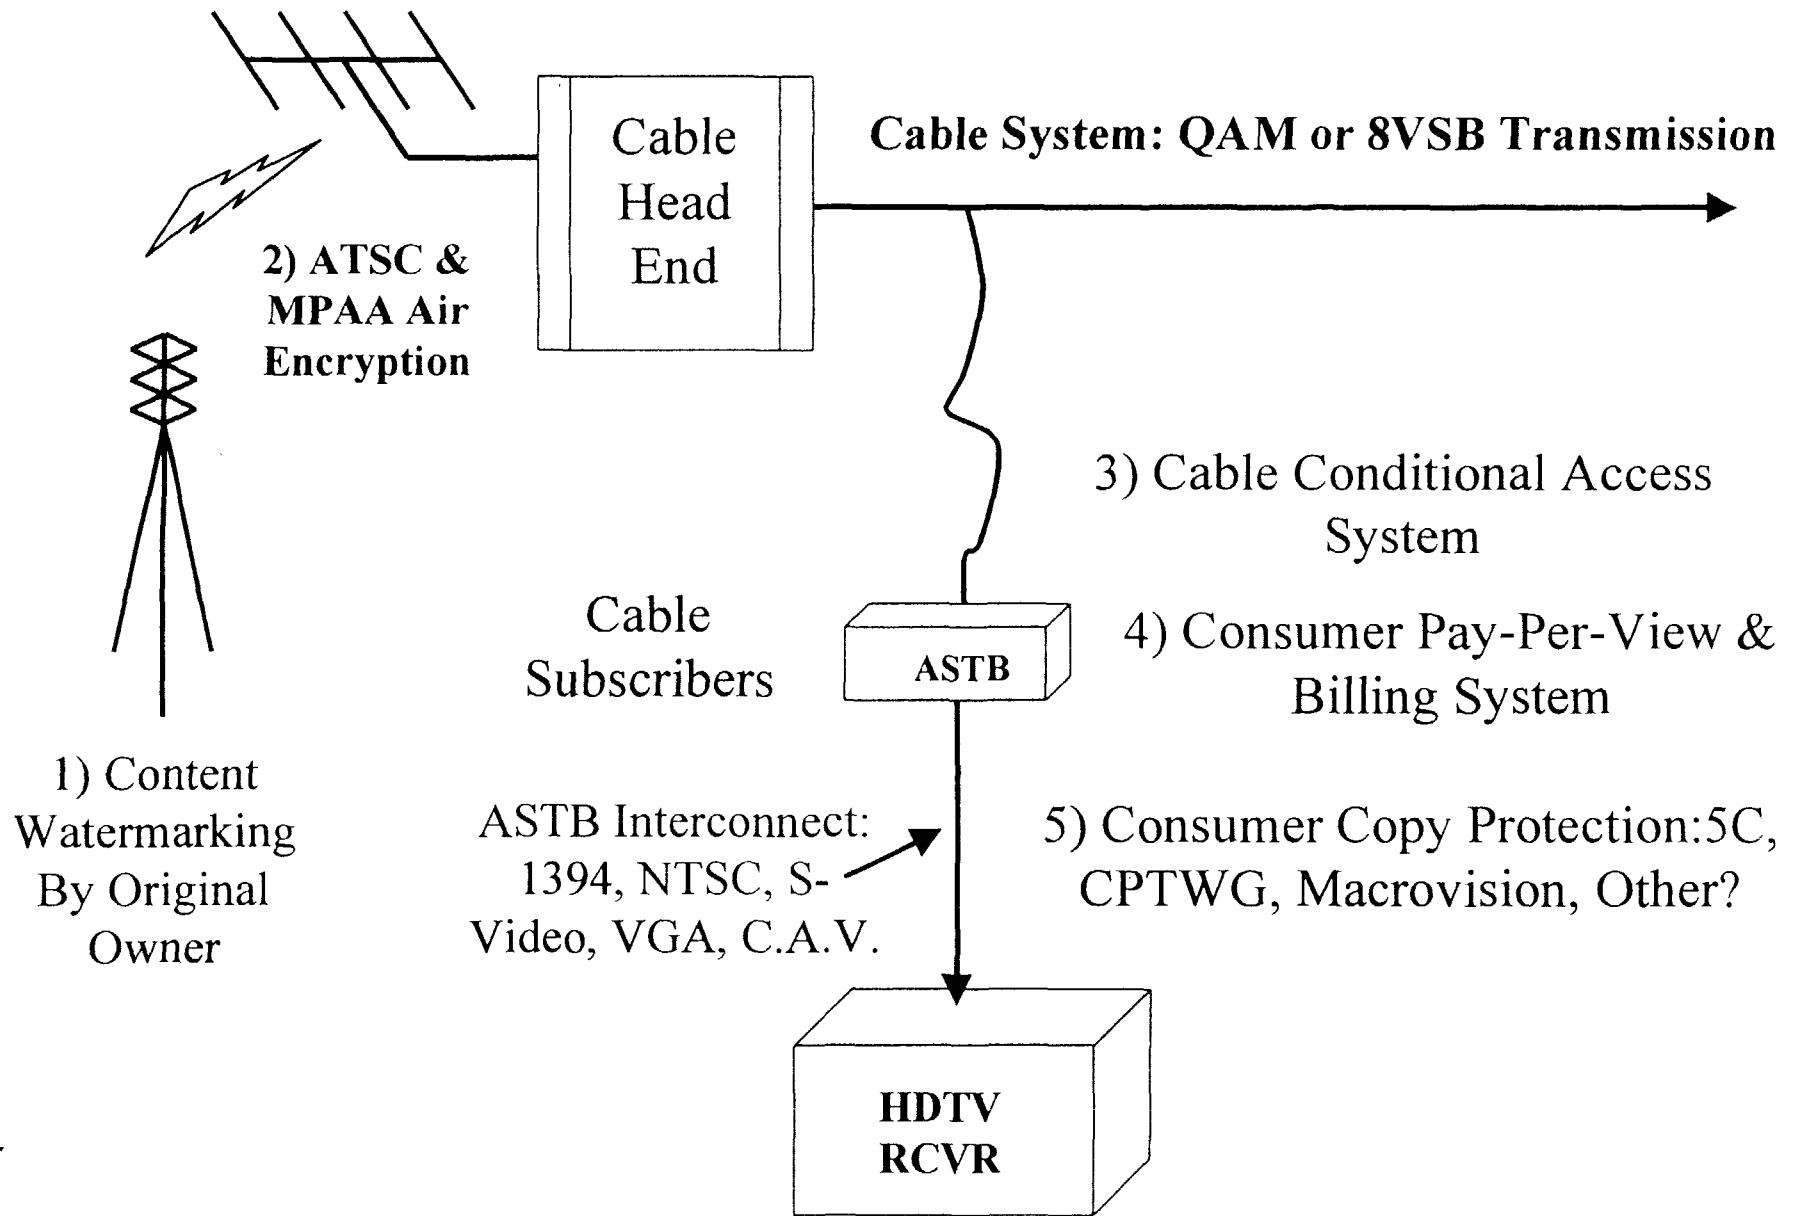 Cable
Head
End
Cable System: QAM or 8VSB Transmission
2) ATSC &
MPAA Air
Encryption
3) Cable Conditional Access
System
Cable
Subscribers
ASTB
4) Consumer Pay-Per-View &
Billing System
1) Content
Watermarking
By Original
Owner
ASTB Interconnect:
1394, NTSC, S-
Video, VGA, C.A.V.
5) Consumer Copy Protection:5C,
CPTWG, Macrovision, Other?
HDTV
RCVR